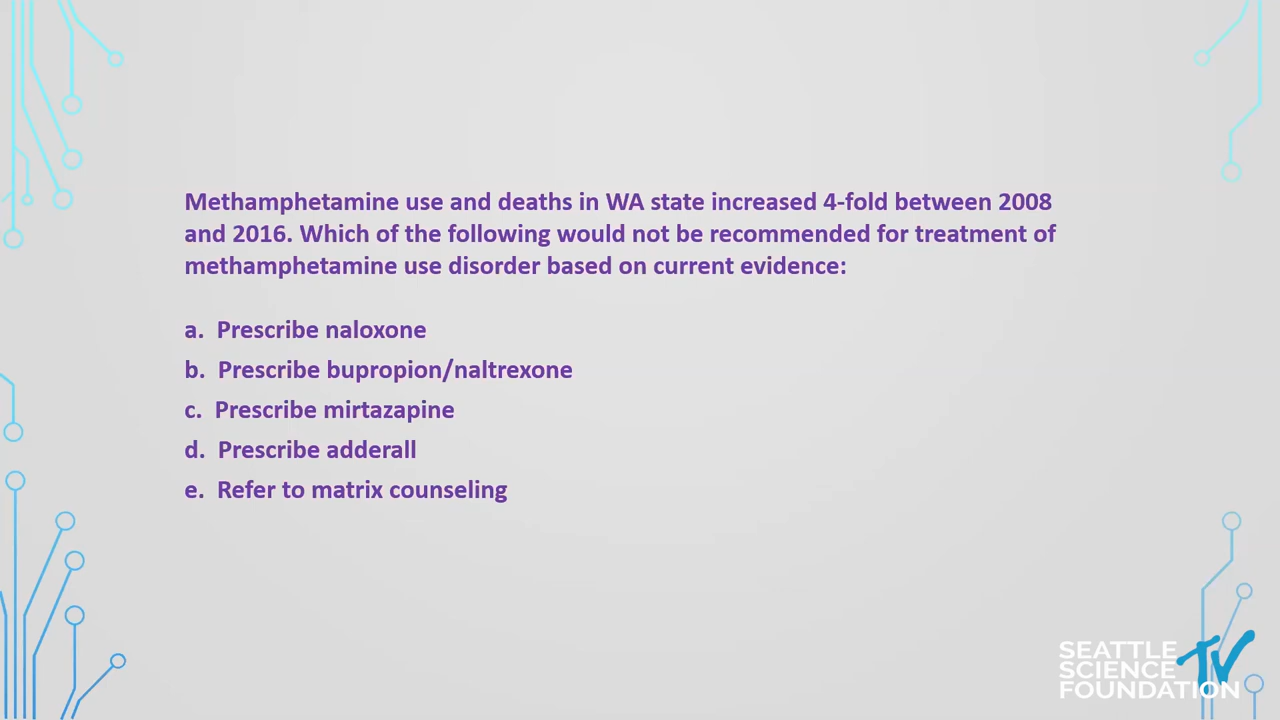 Methamphetamine use and deaths in WA state increased 4-fold between 2008
and 2016. Which of the following would not be recommended for treatment of
methamphetamine use disorder based on current evidence:
a. Prescribe naloxone
b. Prescribe bupropion/naltrexone
c. Prescribe mirtazapine
d. Prescribe adderall
e. Refer to matrix counseling
SEATTLE
SCIENCE
FOUNDATION
TV